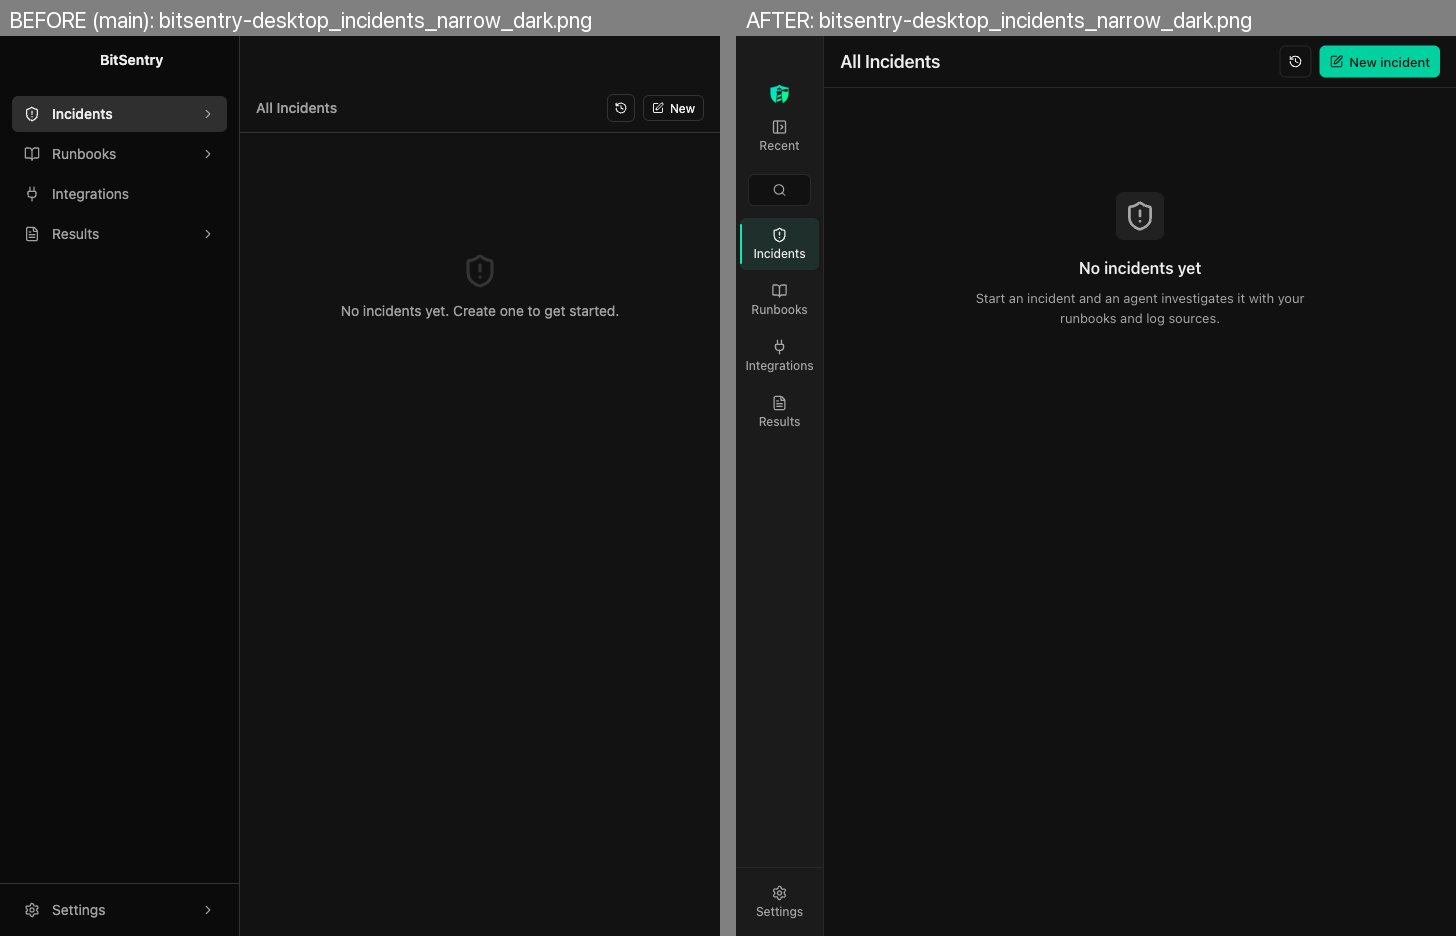 BEFORE (main): bitsentry-desktop_incidents_narrow_dark.png
BitSentry
Incidents
Runbooks
Integrations
Results
Settings
All Incidents
New
No incidents yet. Create one to get started.
AFTER: bitsentry-desktop_incidents_narrow_dark.png
Recent
Incidents
Runbooks
Integrations
Results
Settings
All Incidents
New incident
No incidents yet
Start an incident and an agent investigates it with your
runbooks and log sources.